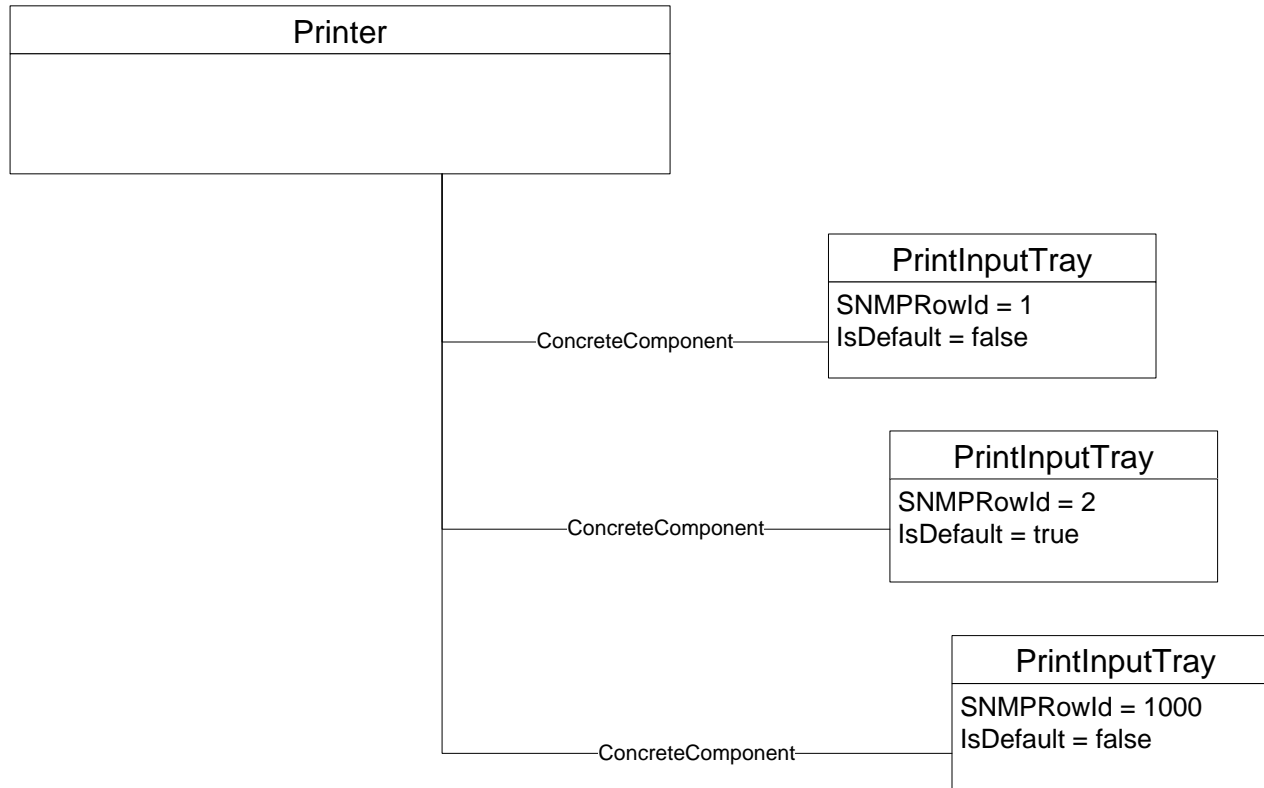 Printer
PrintInputTray
SNMPRowId = 1
IsDefault = false
ConcreteComponent
PrintInputTray
SNMPRowId = 2
IsDefault = true
ConcreteComponent
PrintInputTray
SNMPRowId = 1000
IsDefault = false
ConcreteComponent